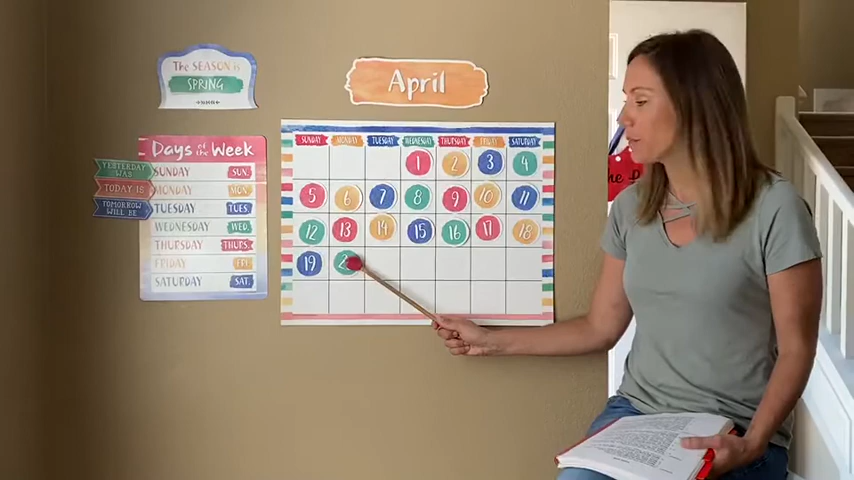 The SEASON is
SPRING
April
Days of the Week
YESTERDAY WAS
TODAY IS
TOMORROW WILL BE
SUNDAY SUN.
MONDAY MON.
TUESDAY TUES.
WEDNESDAY WED.
THURSDAY THURS.
FRIDAY FRI.
SATURDAY SAT.
SUNDAY MONDAY TUESDAY WEDNESDAY THURSDAY FRIDAY SATURDAY
1 2 3 4
5 6 7 8 9 10 11
12 13 14 15 16 17 18
19 2